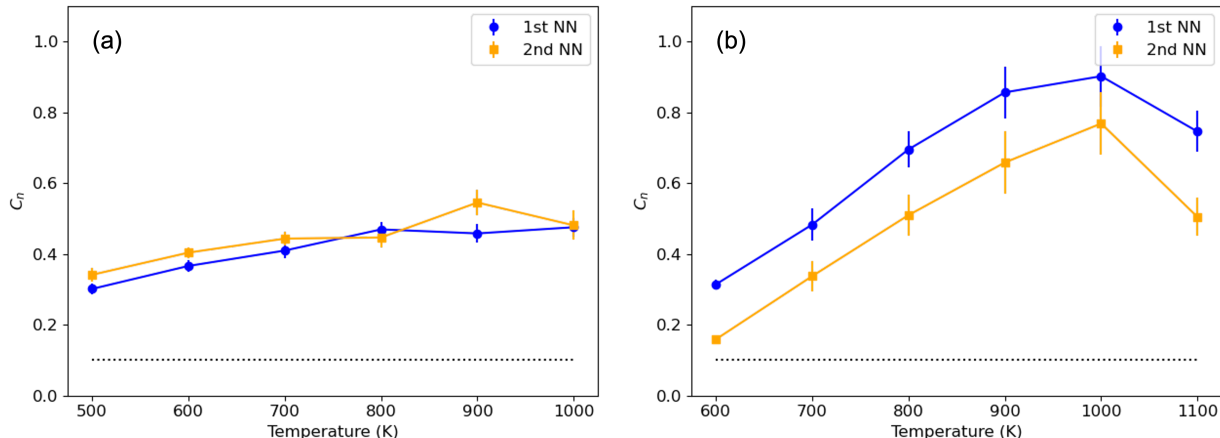 (a)
1st NN
2nd NN
1.0
0.8
0.6
0.4
0.2
0.0
C_n
500 600 700 800 900 1000
Temperature (K)
(b)
1st NN
2nd NN
1.0
0.8
0.6
0.4
0.2
0.0
C_n
600 700 800 900 1000 1100
Temperature (K)